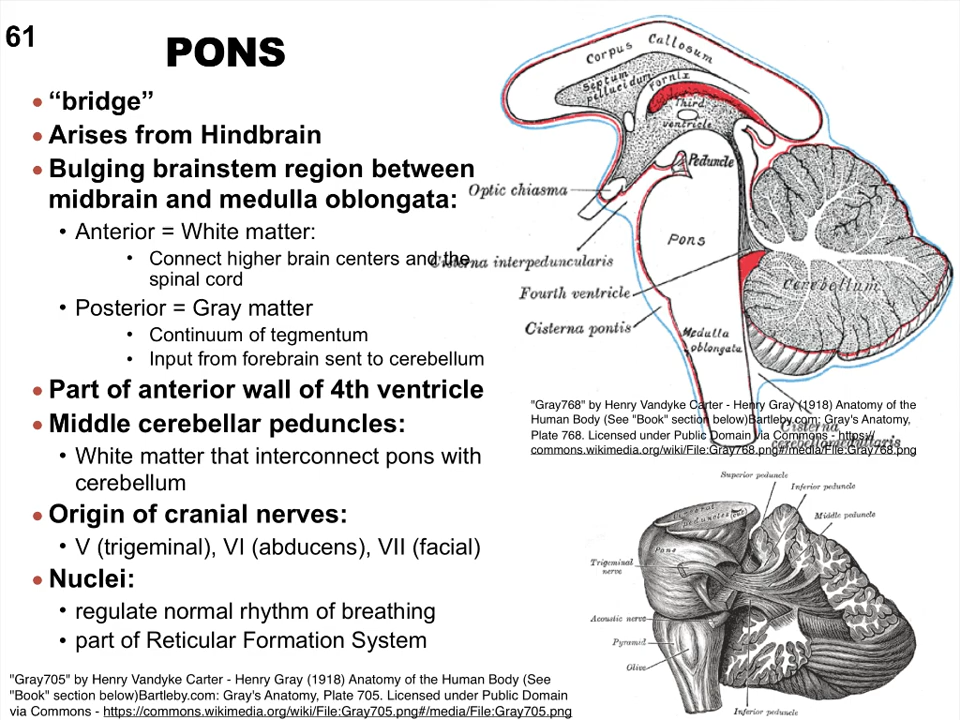 61
PONS
• “bridge”
• Arises from Hindbrain
• Bulging brainstem region between
midbrain and medulla oblongata:
• Anterior = White matter:
• Connect higher brain centers and the
spinal cord
• Posterior = Gray matter
• Continuum of tegmentum
• Input from forebrain sent to cerebellum
• Part of anterior wall of 4th ventricle
• Middle cerebellar peduncles:
• White matter that interconnect pons with
cerebellum
• Origin of cranial nerves:
• V (trigeminal), VI (abducens), VII (facial)
• Nuclei:
• regulate normal rhythm of breathing
• part of Reticular Formation System
"Gray705" by Henry Vandyke Carter - Henry Gray (1918) Anatomy of the Human Body (See
"Book" section below)Bartleby.com: Gray's Anatomy, Plate 705. Licensed under Public Domain
via Commons - https://commons.wikimedia.org/wiki/File:Gray705.png#/media/File:Gray705.png
Corpus Callosum
Septum
pellucidum
Fornix
Third
ventricle
Peduncle
Optic chiasma
Pons
Cisterna interpeduncularis
Fourth ventricle
Cerebellum
Cisterna pontis
Medulla
oblongata
Cisterna
cerebellomedullaris
"Gray768" by Henry Vandyke Carter - Henry Gray (1918) Anatomy of the
Human Body (See "Book" section below)Bartleby.com: Gray's Anatomy,
Plate 768. Licensed under Public Domain via Commons - https://
commons.wikimedia.org/wiki/File:Gray768.png#/media/File:Gray768.png
Superior peduncle
Inferior peduncle
Middle peduncle
Cerebral
peduncles (cut)
Pons
Trigeminal
nerve
Acoustic nerve
Pyramid
Olive
Inferior peduncle